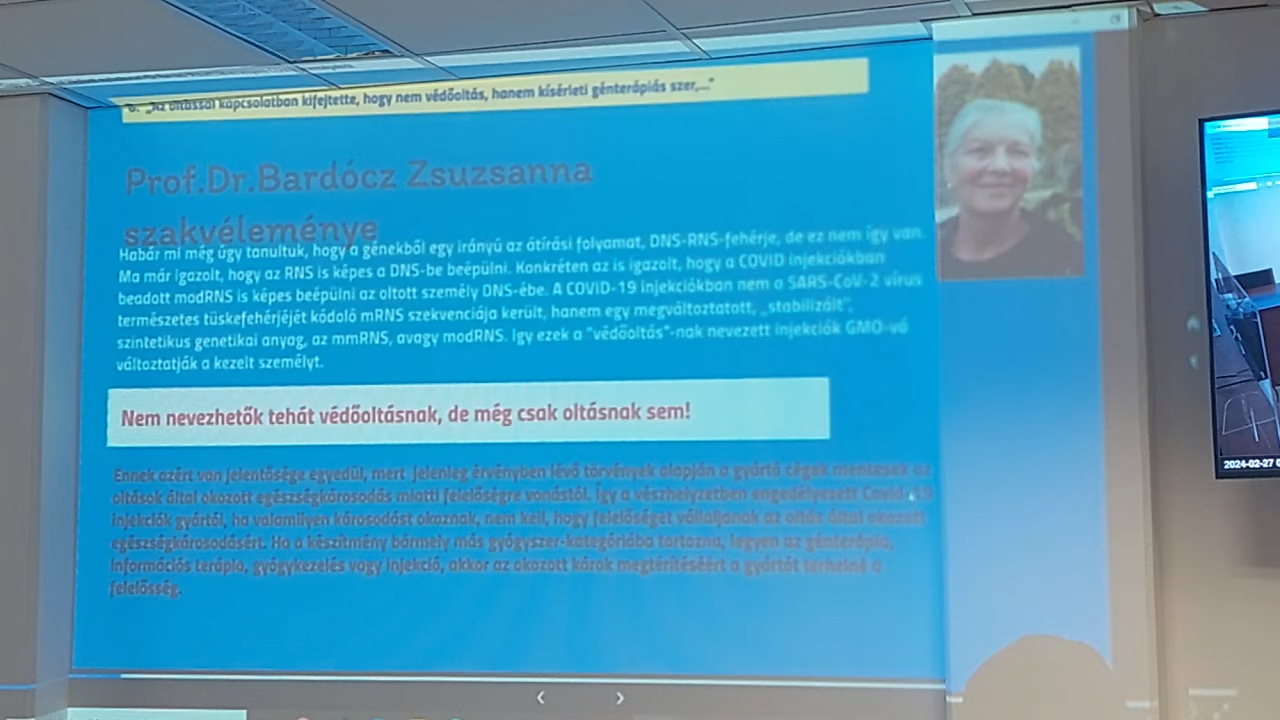 6. „Az oltással kapcsolatban kifejtette, hogy nem védőoltás, hanem kísérleti génterápiás szer,..."
Prof.Dr.Bardócz Zsuzsanna
szakvéleménye
Habár mi még úgy tanultuk, hogy a génekből egy irányú az átírási folyamat, DNS-RNS-fehérje, de ez nem így van.
Ma már igazolt, hogy az RNS is képes a DNS-be beépülni. Konkréten az is igazolt, hogy a COVID injekciókban
beadott modRNS is képes beépülni az oltott személy DNS-ébe. A COVID-19 injekciókban nem a SARS-CoV-2 vírus
természetes tüskefehérjéjét kódoló mRNS szekvenciája került, hanem egy megváltoztatott, „stabilizált",
szintetikus genetikai anyag, az mmRNS, avagy modRNS. Így ezek a "védőoltás"-nak nevezett injekciók GMO-vá
változtatják a kezelt személyt.
Nem nevezhetők tehát védőoltásnak, de még csak oltásnak sem!
Ennek azért van jelentősége egyedül, mert jelenleg érvényben lévő törvények alapján a gyártó cégek mentesek az
oltások által okozott egészségkárosodás miatti felelőségre vonástól. Így a vészhelyzetben engedélyezett Covid-19
injekciók gyártói, ha valamilyen károsodást okoznak, nem kell, hogy felelőséget vállaljanak az oltás által okozott
egészségkárosodásért. Ha a készítmény bármely más gyógyszer-kategóriába tartozna, legyen az génterápia,
információs terápia, gyógykezelés vagy injekció, akkor az okozott károk megtérítéséért a gyártót terhelné a
felelősség.
2024-02-27